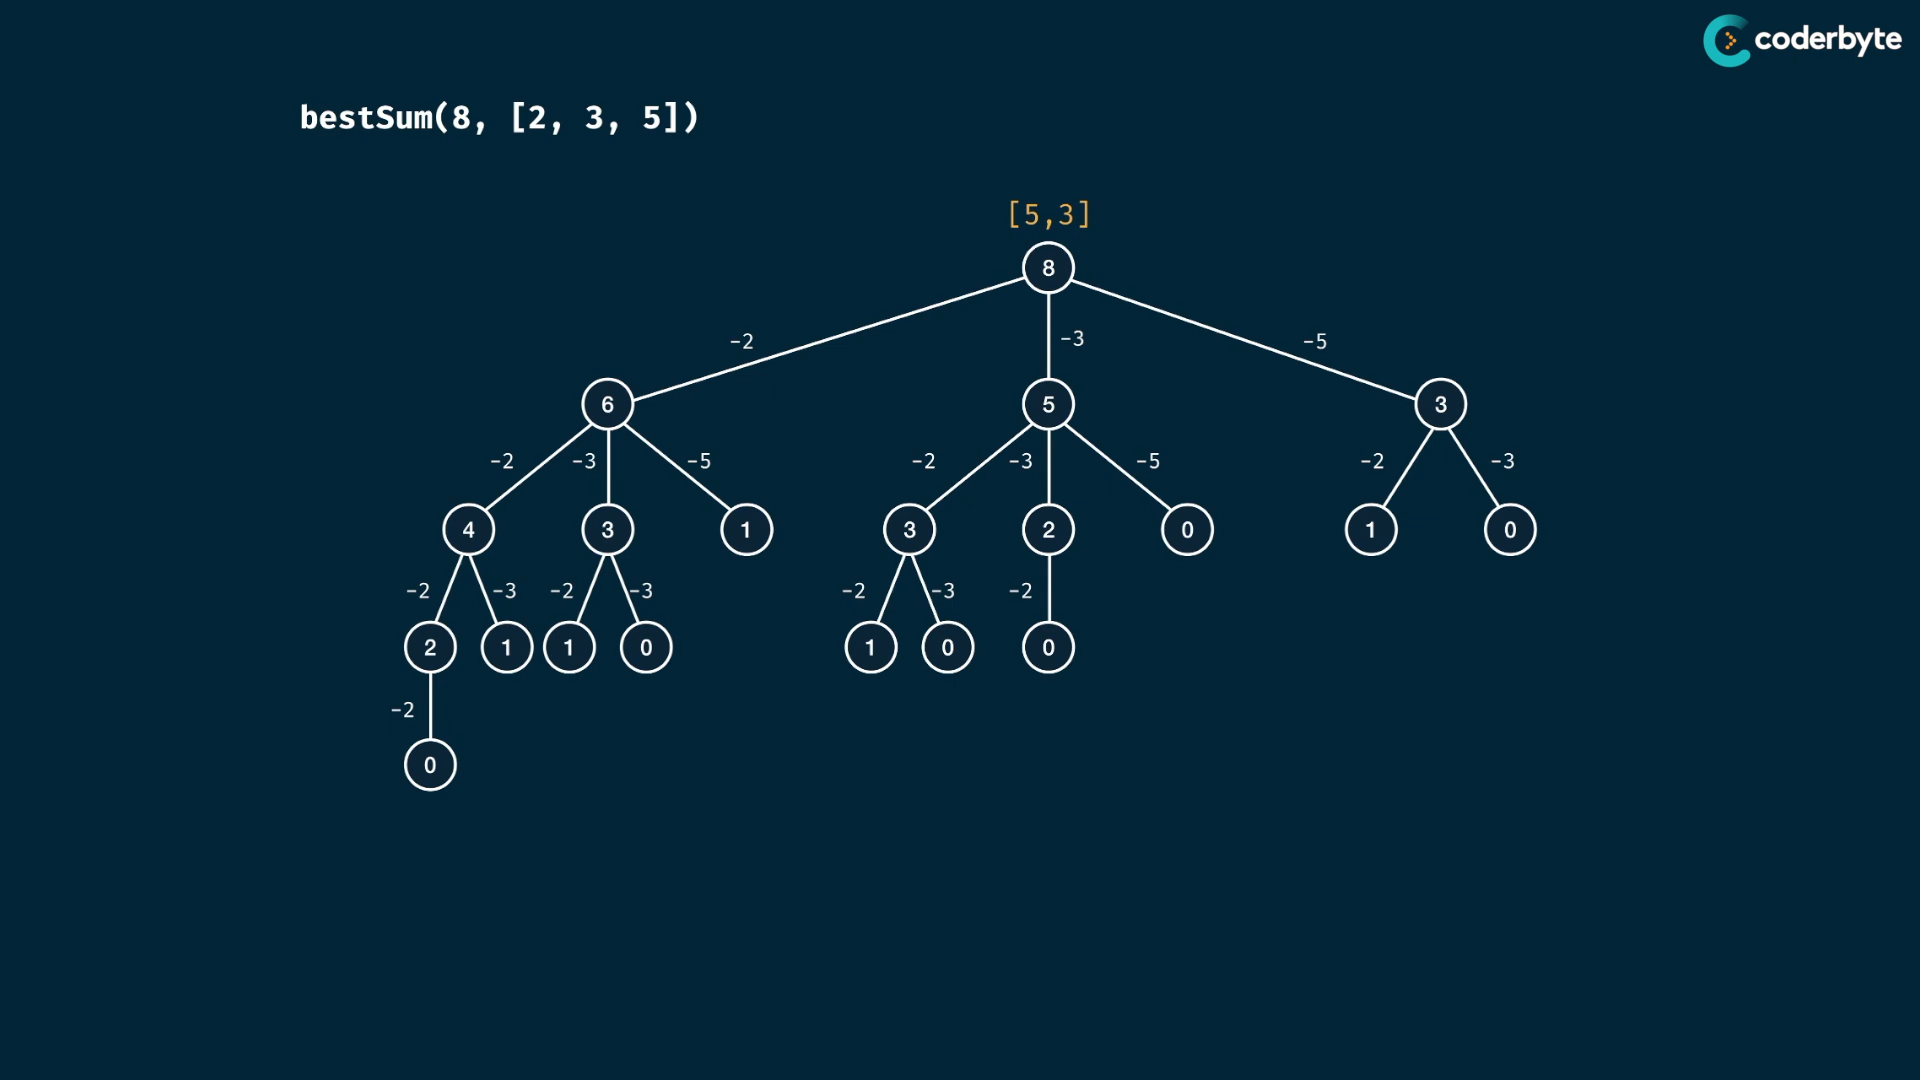 coderbyte
bestSum(8, [2, 3, 5])
[5,3]
8
-2 -3 -5
6 5 3
-2 -3 -5 -2 -3 -5 -2 -3
4 3 1 3 2 0 1 0
-2 -3 -2 -3 -2 -3 -2
2 1 1 0 1 0 0
-2
0